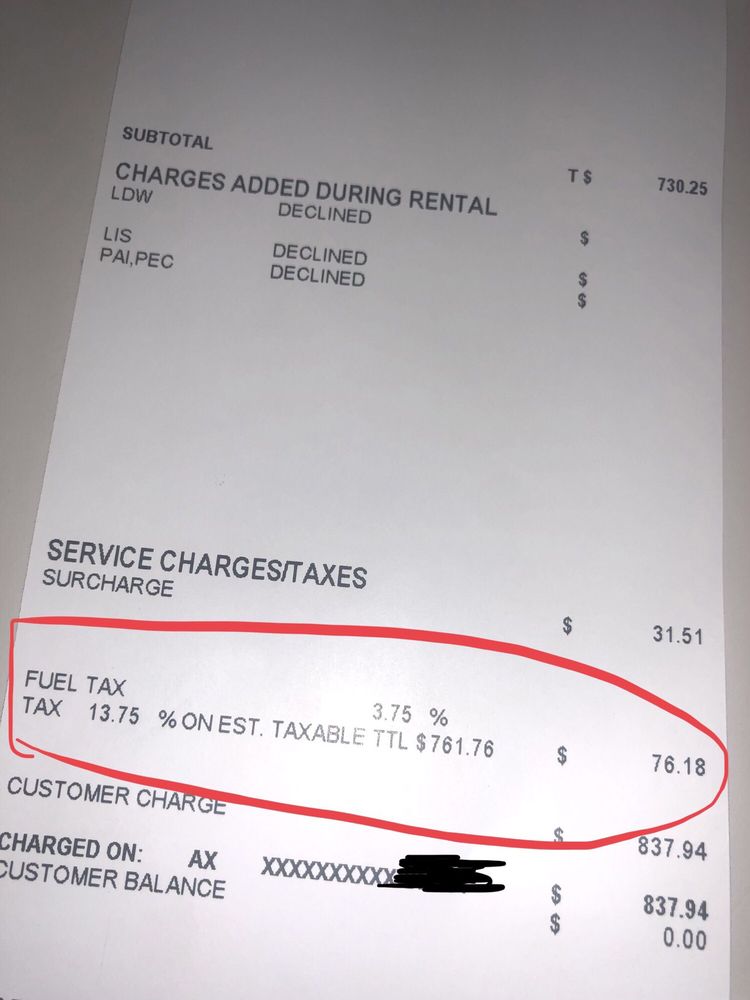 SUBTOTAL T $ 730.25
CHARGES ADDED DURING RENTAL
LDW DECLINED $
LIS DECLINED $
PAI,PEC DECLINED $
SERVICE CHARGES/TAXES
SURCHARGE $ 31.51
FUEL TAX 3.75 %
TAX 13.75 % ON EST. TAXABLE TTL $761.76 $ 76.18
CUSTOMER CHARGE $ 837.94
CHARGED ON: AX XXXXXXXXXX $ 837.94
CUSTOMER BALANCE $ 0.00